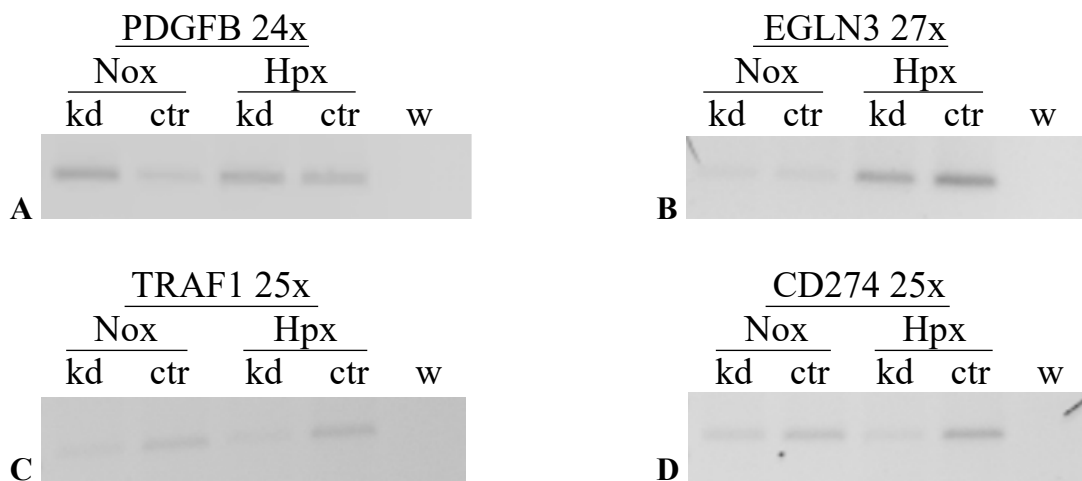 PDGFB 24x
Nox Hpx
kd ctr kd ctr w
A
EGLN3 27x
Nox Hpx
kd ctr kd ctr w
B
TRAF1 25x
Nox Hpx
kd ctr kd ctr w
C
CD274 25x
Nox Hpx
kd ctr kd ctr w
D